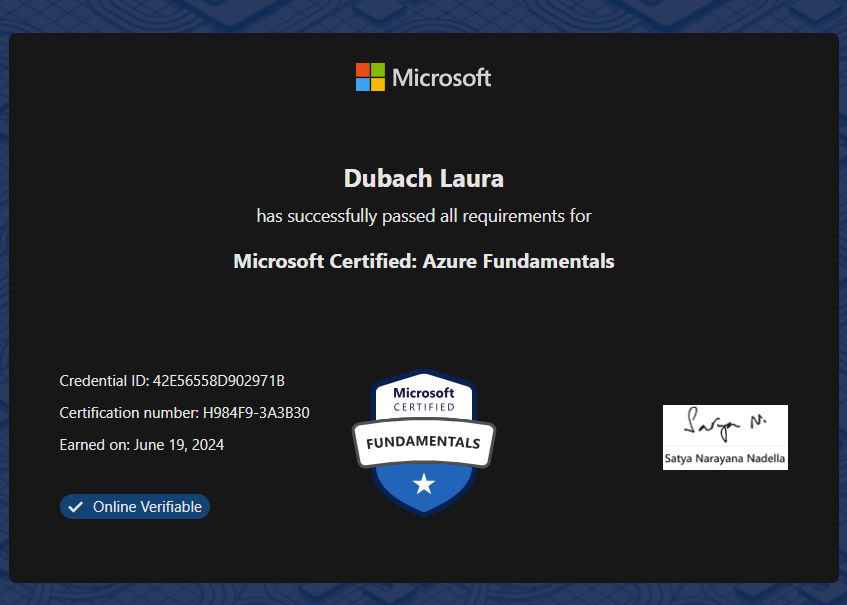 Microsoft
Dubach Laura
has successfully passed all requirements for
Microsoft Certified: Azure Fundamentals
Credential ID: 42E56558D902971B
Certification number: H984F9-3A3B30
Earned on: June 19, 2024
Online Verifiable
Microsoft
CERTIFIED
FUNDAMENTALS
Satya N.
Satya Narayana Nadella